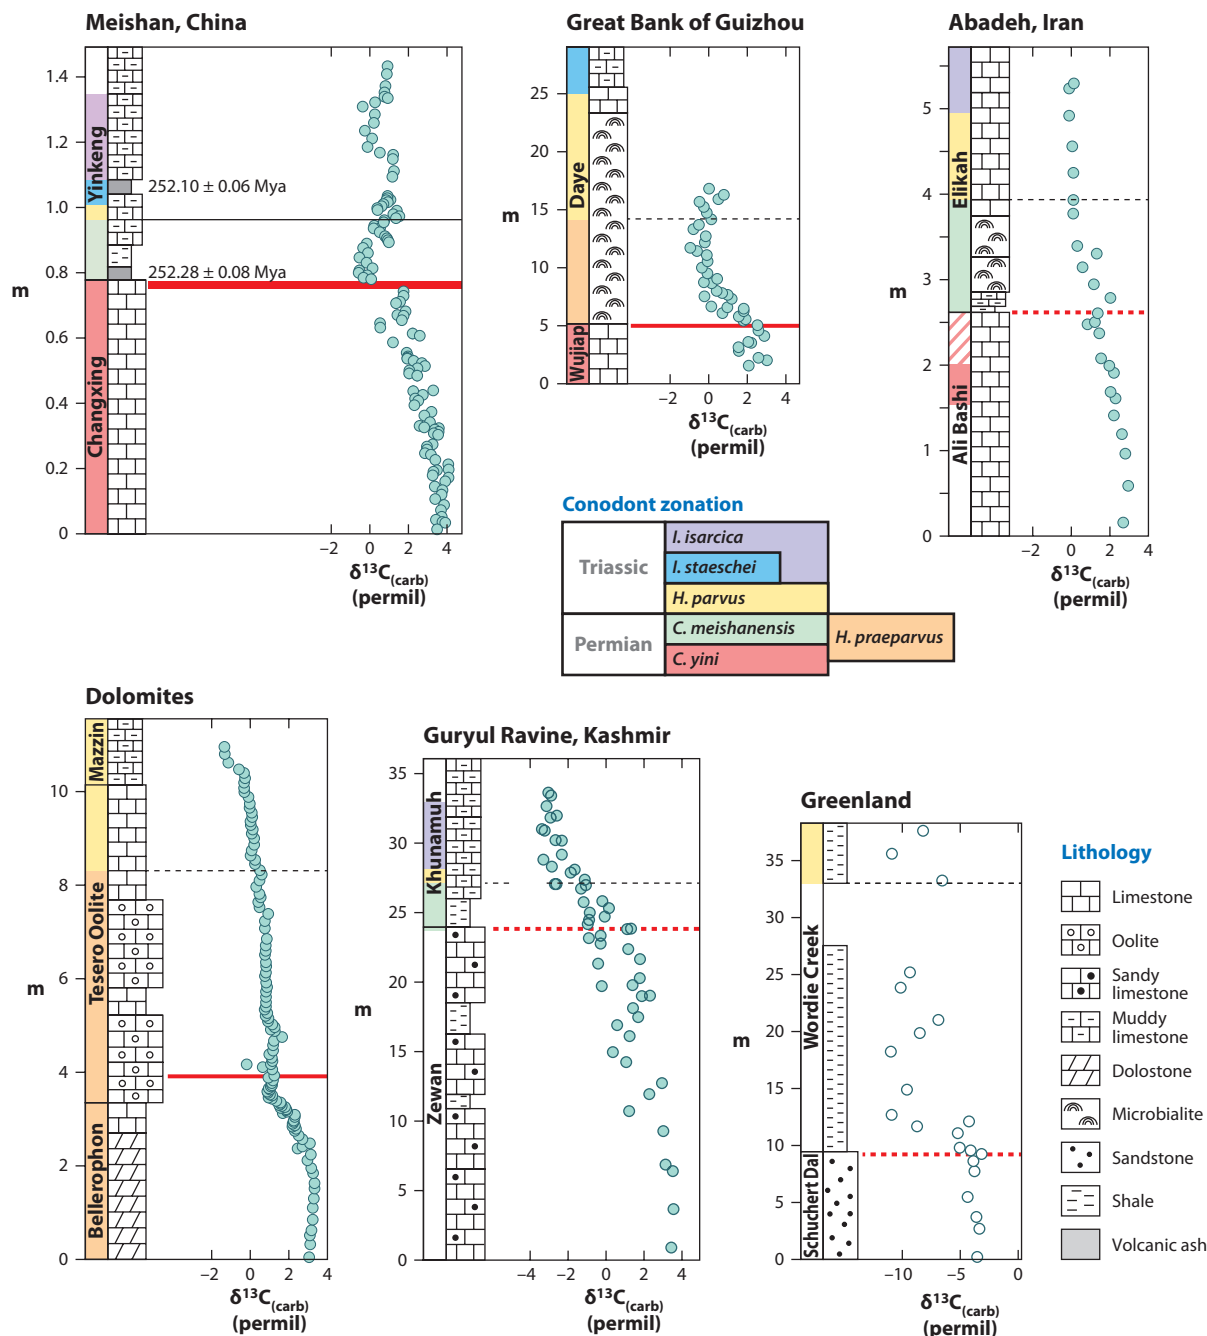 Meishan, China
1.4
1.2
1.0
0.8
m
0.6
0.4
0.2
0
Yinkeng
Changxing
252.10 ± 0.06 Mya
252.28 ± 0.08 Mya
−2 0 2 4
δ¹³C(carb)
(permil)
Great Bank of Guizhou
25
20
m
15
10
5
0
Daye
Wujiap
−2 0 2 4
δ¹³C(carb)
(permil)
Abadeh, Iran
5
4
3
m
2
1
0
Elikah
Ali Bashi
−2 0 2 4
δ¹³C(carb)
(permil)
Conodont zonation
Triassic
I. isarcica
I. staeschei
H. parvus
Permian
C. meishanensis
C. yini
H. praeparvus
Dolomites
10
8
6
m
4
2
0
Mazzin
Tesero Oolite
Bellerophon
−2 0 2 4
δ¹³C(carb)
(permil)
Guryul Ravine, Kashmir
35
30
25
20
m
15
10
5
0
Khunamuh
Zewan
−4 −2 0 2 4
δ¹³C(carb)
(permil)
Greenland
35
30
25
20
m
15
10
5
0
Wordie Creek
Schuchert Dal
−10 −5 0
δ¹³C(carb)
(permil)
Lithology
Limestone
Oolite
Sandy
limestone
Muddy
limestone
Dolostone
Microbialite
Sandstone
Shale
Volcanic ash